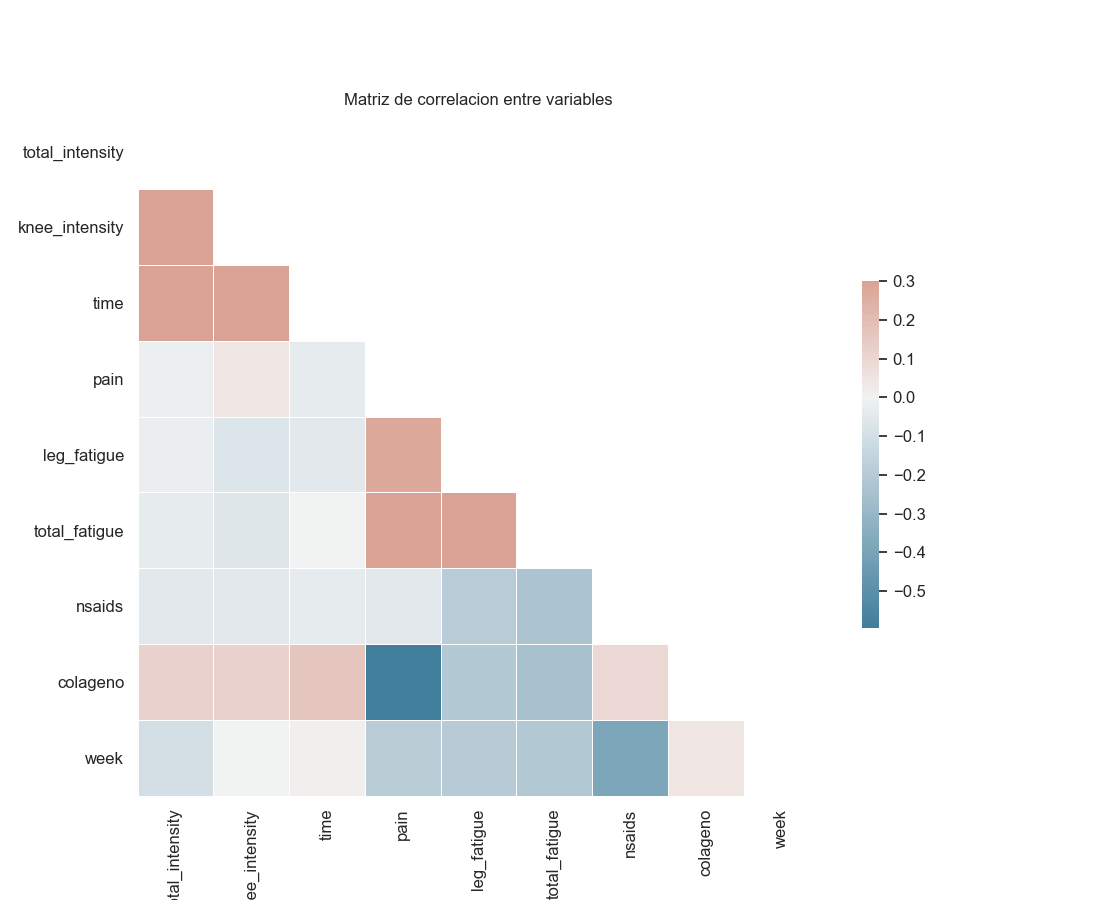 Matriz de correlacion entre variables
total_intensity
knee_intensity
time
pain
leg_fatigue
total_fatigue
nsaids
colageno
week
0.3
0.2
0.1
0.0
−0.1
−0.2
−0.3
−0.4
−0.5
otal_intensity
ee_intensity
time
pain
leg_fatigue
total_fatigue
nsaids
colageno
week